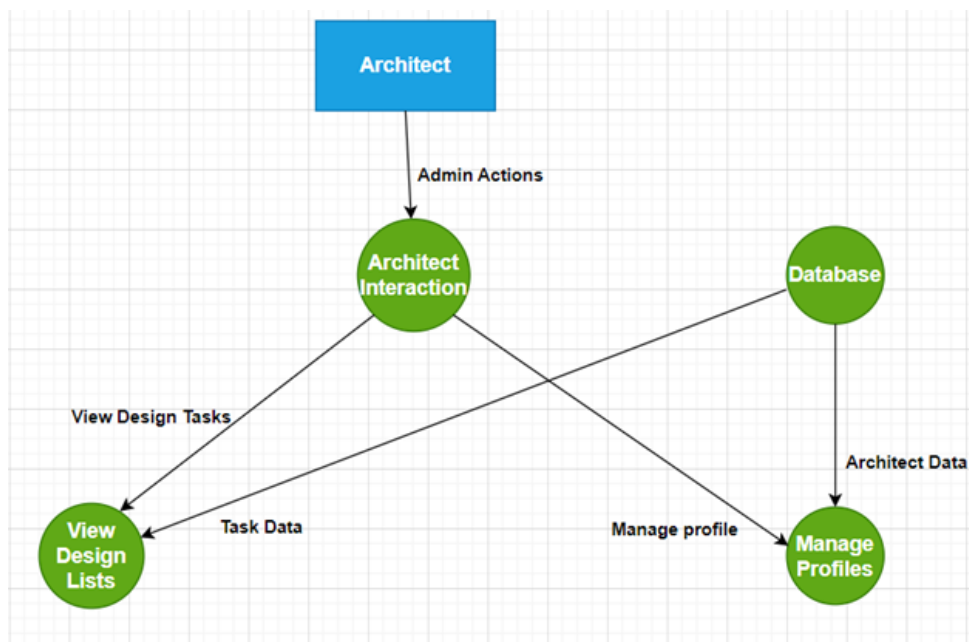 Architect
Admin Actions
Architect
Interaction
Database
View Design Tasks
Architect Data
Task Data
Manage profile
View
Design
Lists
Manage
Profiles